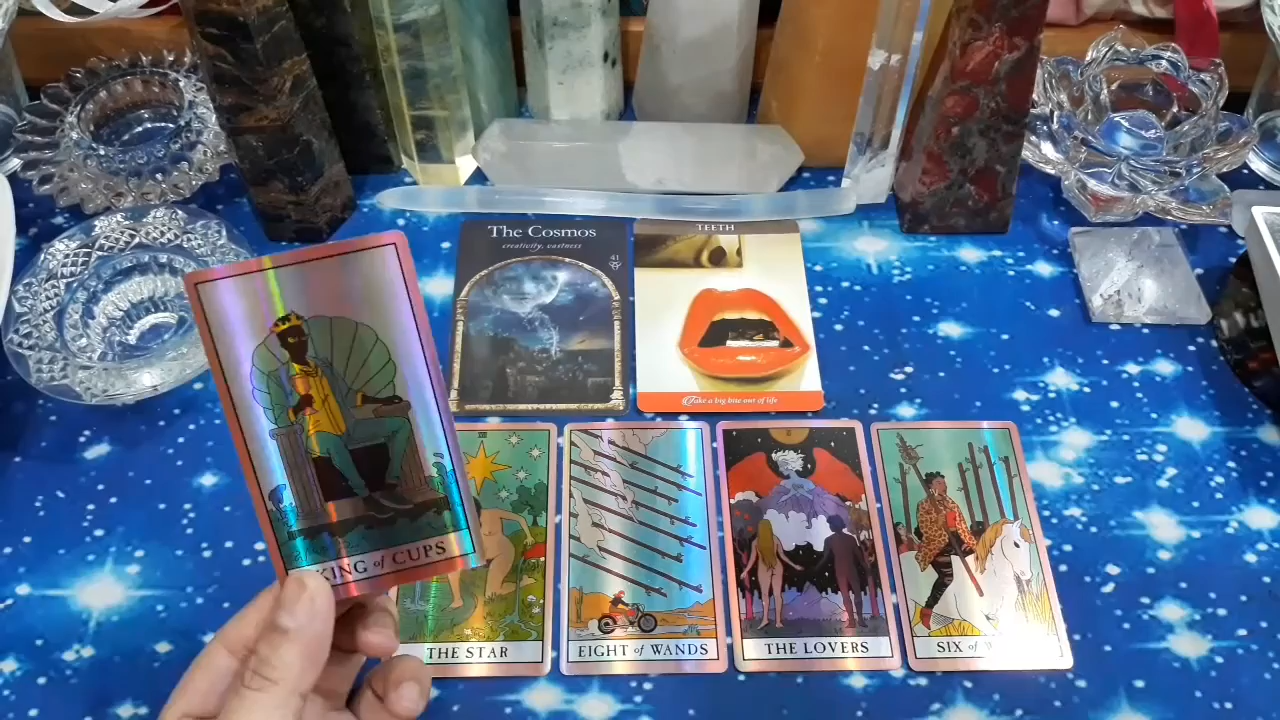 The Cosmos
creativity, vastness
41
TEETH
Take a big bite out of life
KING of CUPS
THE STAR
EIGHT of WANDS
THE LOVERS
SIX of